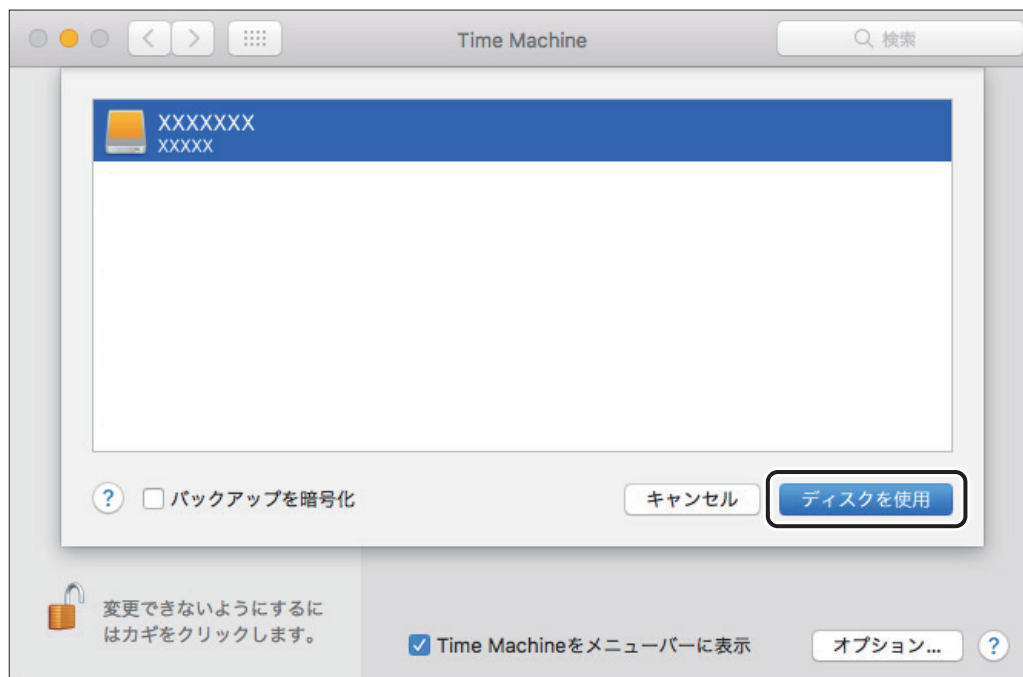 Time Machine
検索
XXXXXXX
XXXXX
? バックアップを暗号化 キャンセル ディスクを使用
変更できないようにするに
はカギをクリックします。
Time Machineをメニューバーに表示 オプション... ?